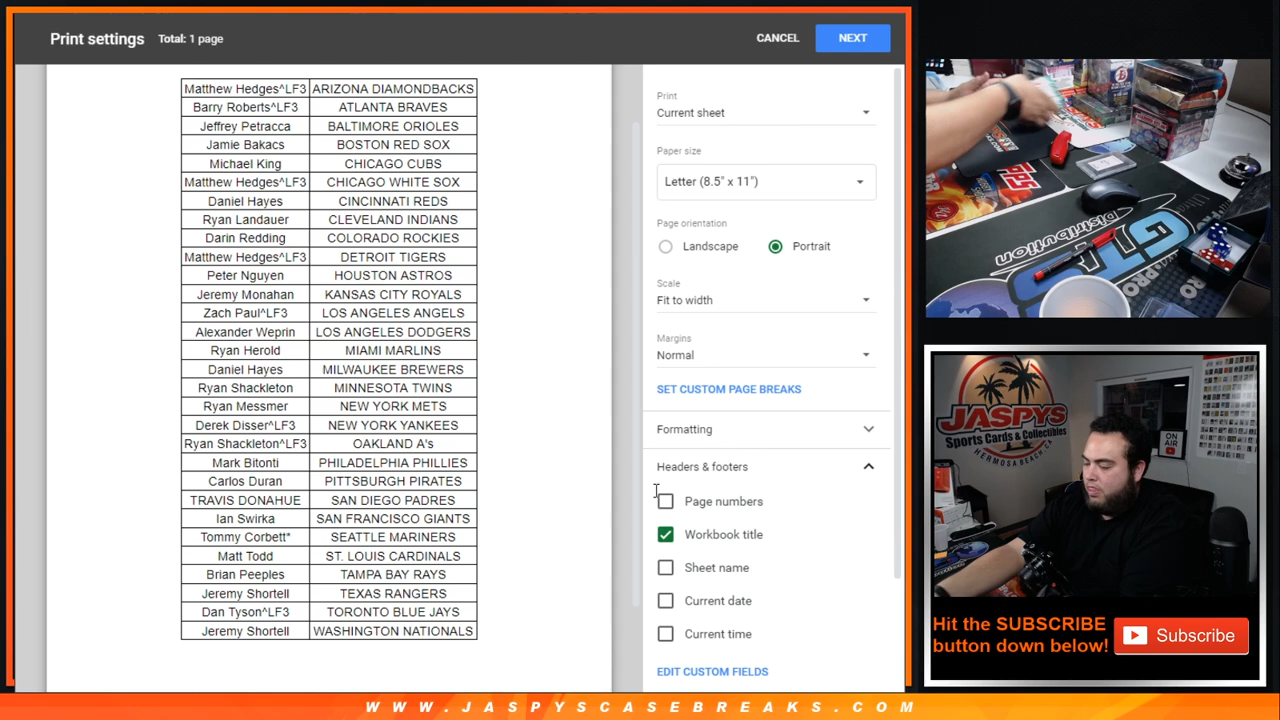 Print settings Total: 1 page CANCEL NEXT
Matthew Hedges^LF3 ARIZONA DIAMONDBACKS
Barry Roberts^LF3 ATLANTA BRAVES
Jeffrey Petracca BALTIMORE ORIOLES
Jamie Bakacs BOSTON RED SOX
Michael King CHICAGO CUBS
Matthew Hedges^LF3 CHICAGO WHITE SOX
Daniel Hayes CINCINNATI REDS
Ryan Landauer CLEVELAND INDIANS
Darin Redding COLORADO ROCKIES
Matthew Hedges^LF3 DETROIT TIGERS
Peter Nguyen HOUSTON ASTROS
Jeremy Monahan KANSAS CITY ROYALS
Zach Paul^LF3 LOS ANGELES ANGELS
Alexander Weprin LOS ANGELES DODGERS
Ryan Herold MIAMI MARLINS
Daniel Hayes MILWAUKEE BREWERS
Ryan Shackleton MINNESOTA TWINS
Ryan Messmer NEW YORK METS
Derek Disser^LF3 NEW YORK YANKEES
Ryan Shackleton^LF3 OAKLAND A's
Mark Bitonti PHILADELPHIA PHILLIES
Carlos Duran PITTSBURGH PIRATES
TRAVIS DONAHUE SAN DIEGO PADRES
Ian Swirka SAN FRANCISCO GIANTS
Tommy Corbett* SEATTLE MARINERS
Matt Todd ST. LOUIS CARDINALS
Brian Peeples TAMPA BAY RAYS
Jeremy Shortell TEXAS RANGERS
Dan Tyson^LF3 TORONTO BLUE JAYS
Jeremy Shortell WASHINGTON NATIONALS
Print
Current sheet
Paper size
Letter (8.5" x 11")
Page orientation
Landscape Portrait
Scale
Fit to width
Margins
Normal
SET CUSTOM PAGE BREAKS
Formatting
Headers & footers
Page numbers
Workbook title
Sheet name
Current date
Current time
EDIT CUSTOM FIELDS
TOPPS
Distribution
JASPYS
Sports Cards & Collectibles
HERMOSA BEACH, CA
ON AIR
Hit the SUBSCRIBE
button down below!
Subscribe
WWW.JASPYSCASEBREAKS.COM